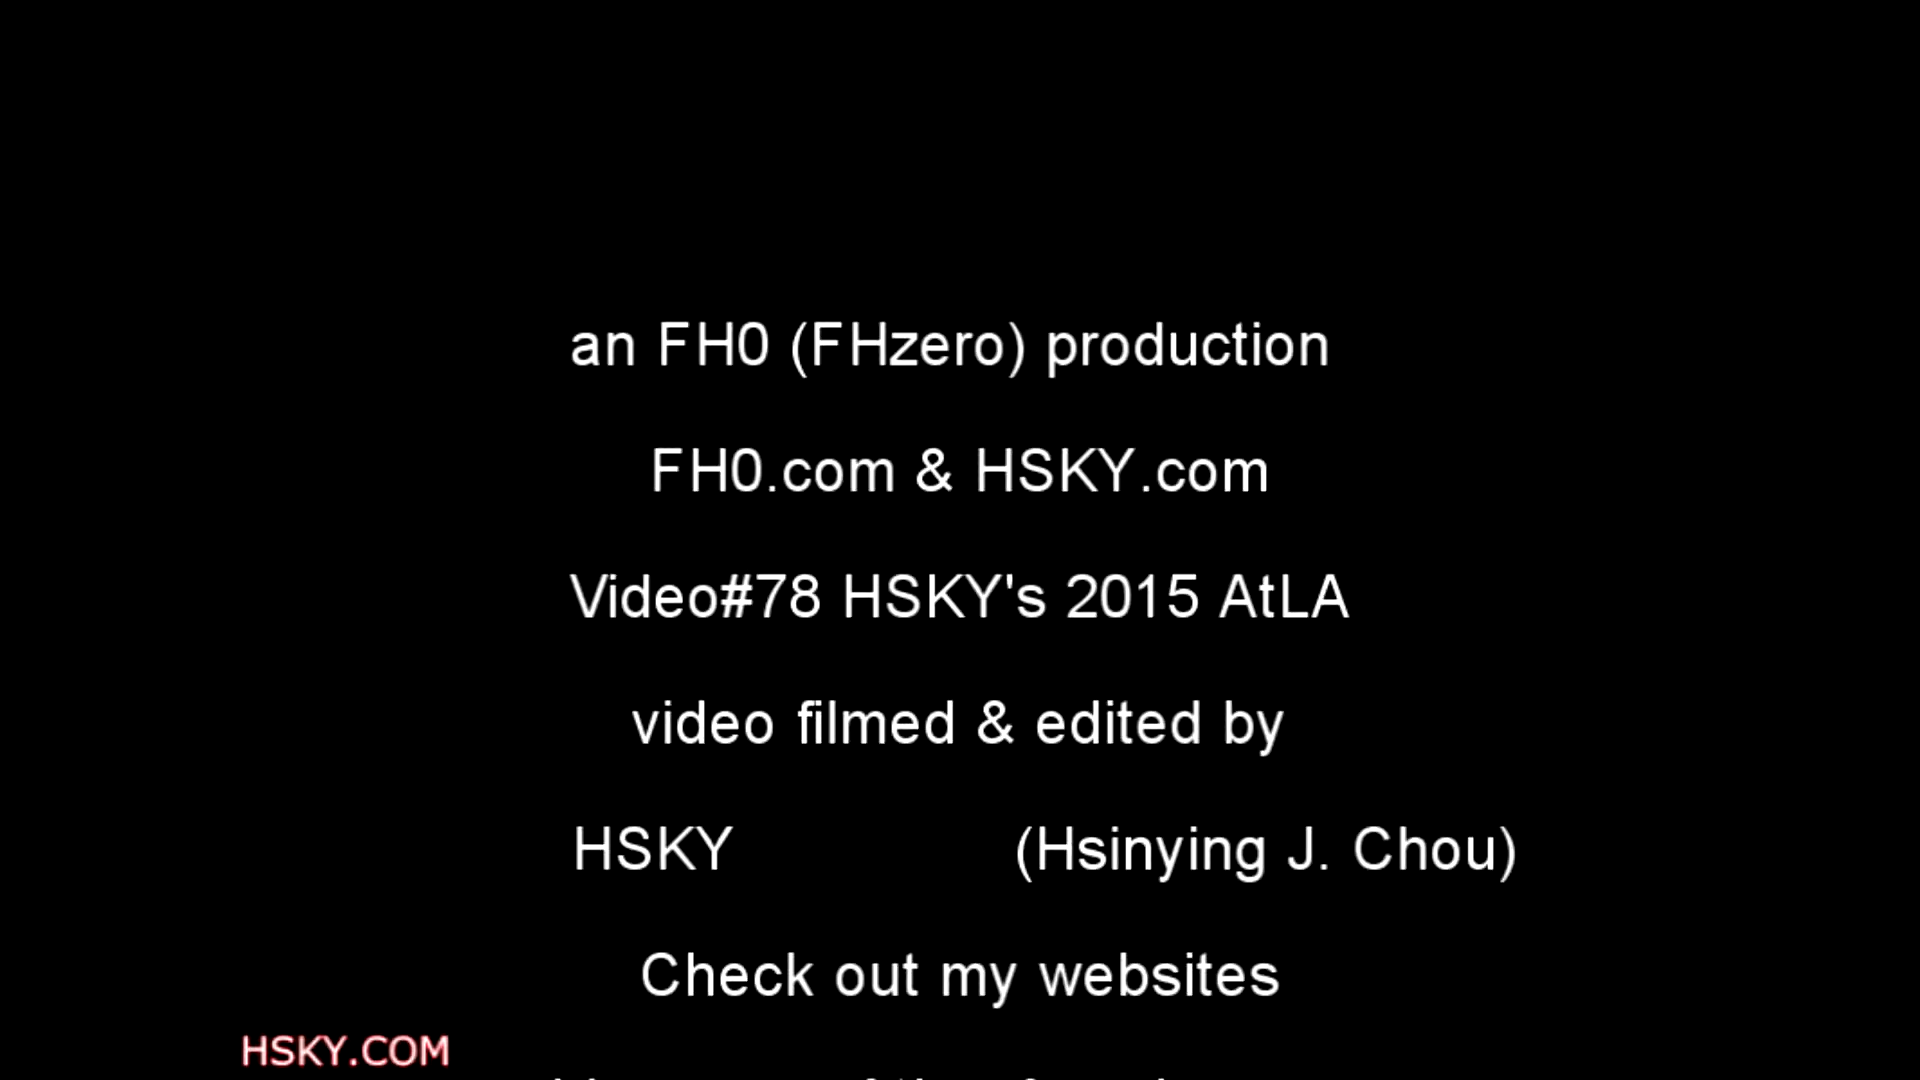 an FH0 (FHzero) production
FH0.com & HSKY.com
Video#78 HSKY's 2015 AtLA
video filmed & edited by
HSKY (Hsinying J. Chou)
Check out my websites
HSKY.COM